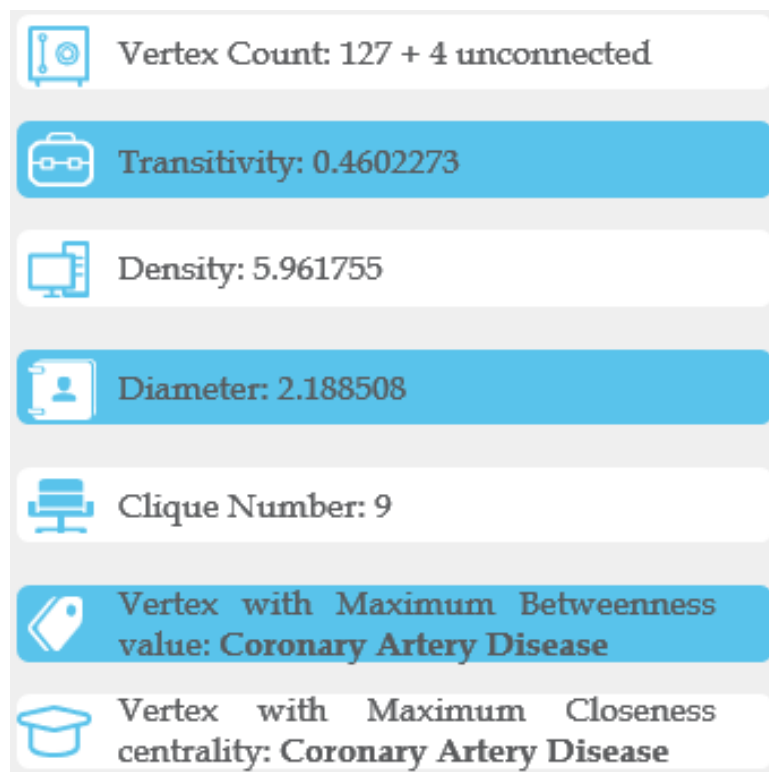 Vertex Count: 127 + 4 unconnected
Transitivity: 0.4602273
Density: 5.961755
Diameter: 2.188508
Clique Number: 9
Vertex with Maximum Betweenness
value: Coronary Artery Disease
Vertex with Maximum Closeness
centrality: Coronary Artery Disease